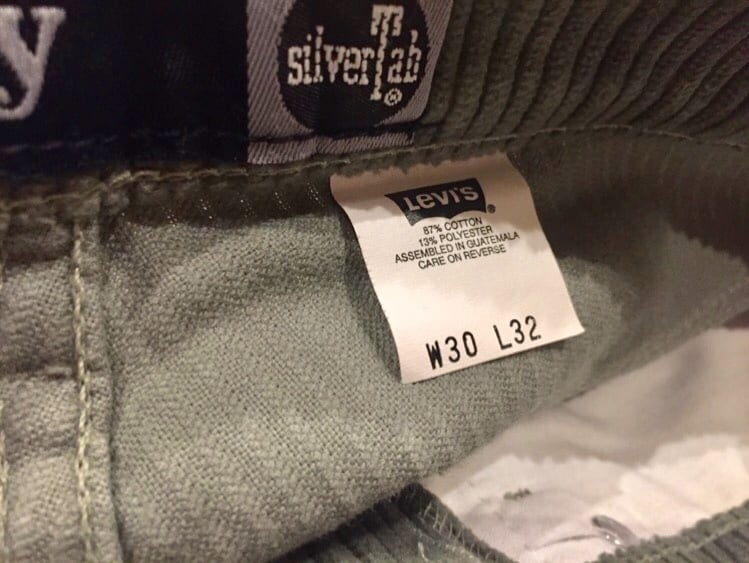 y
silverTab®
Levi's®
87% COTTON
13% POLYESTER
ASSEMBLED IN GUATEMALA
CARE ON REVERSE
W30 L32